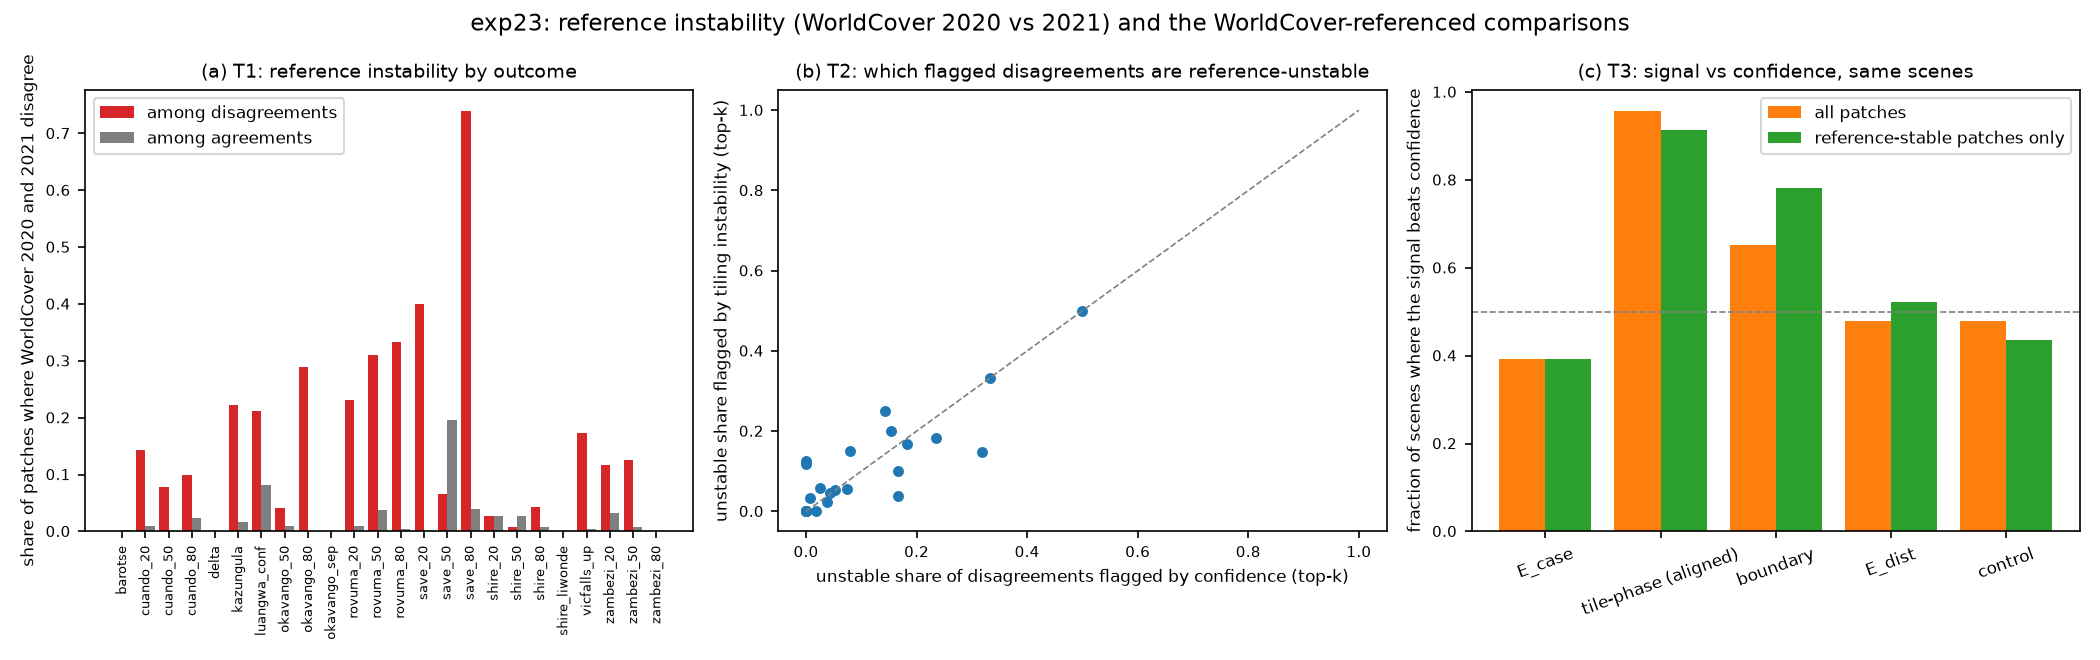 exp23: reference instability (WorldCover 2020 vs 2021) and the WorldCover-referenced comparisons
(a) T1: reference instability by outcome
share of patches where WorldCover 2020 and 2021 disagree
among disagreements
among agreements
0.7
0.6
0.5
0.4
0.3
0.2
0.1
0.0
barotse
cuando_20
cuando_50
cuando_80
delta
kazungula
luangwa_conf
okavango_50
okavango_80
okavango_sep
rovuma_20
rovuma_50
rovuma_80
save_20
save_50
save_80
shire_20
shire_50
shire_80
shire_liwonde
vicfalls_up
zambezi_20
zambezi_50
zambezi_80
(b) T2: which flagged disagreements are reference-unstable
unstable share flagged by tiling instability (top-k)
1.0
0.8
0.6
0.4
0.2
0.0
0.0 0.2 0.4 0.6 0.8 1.0
unstable share of disagreements flagged by confidence (top-k)
(c) T3: signal vs confidence, same scenes
fraction of scenes where the signal beats confidence
all patches
reference-stable patches only
1.0
0.8
0.6
0.4
0.2
0.0
E_case
tile-phase (aligned)
boundary
E_dist
control